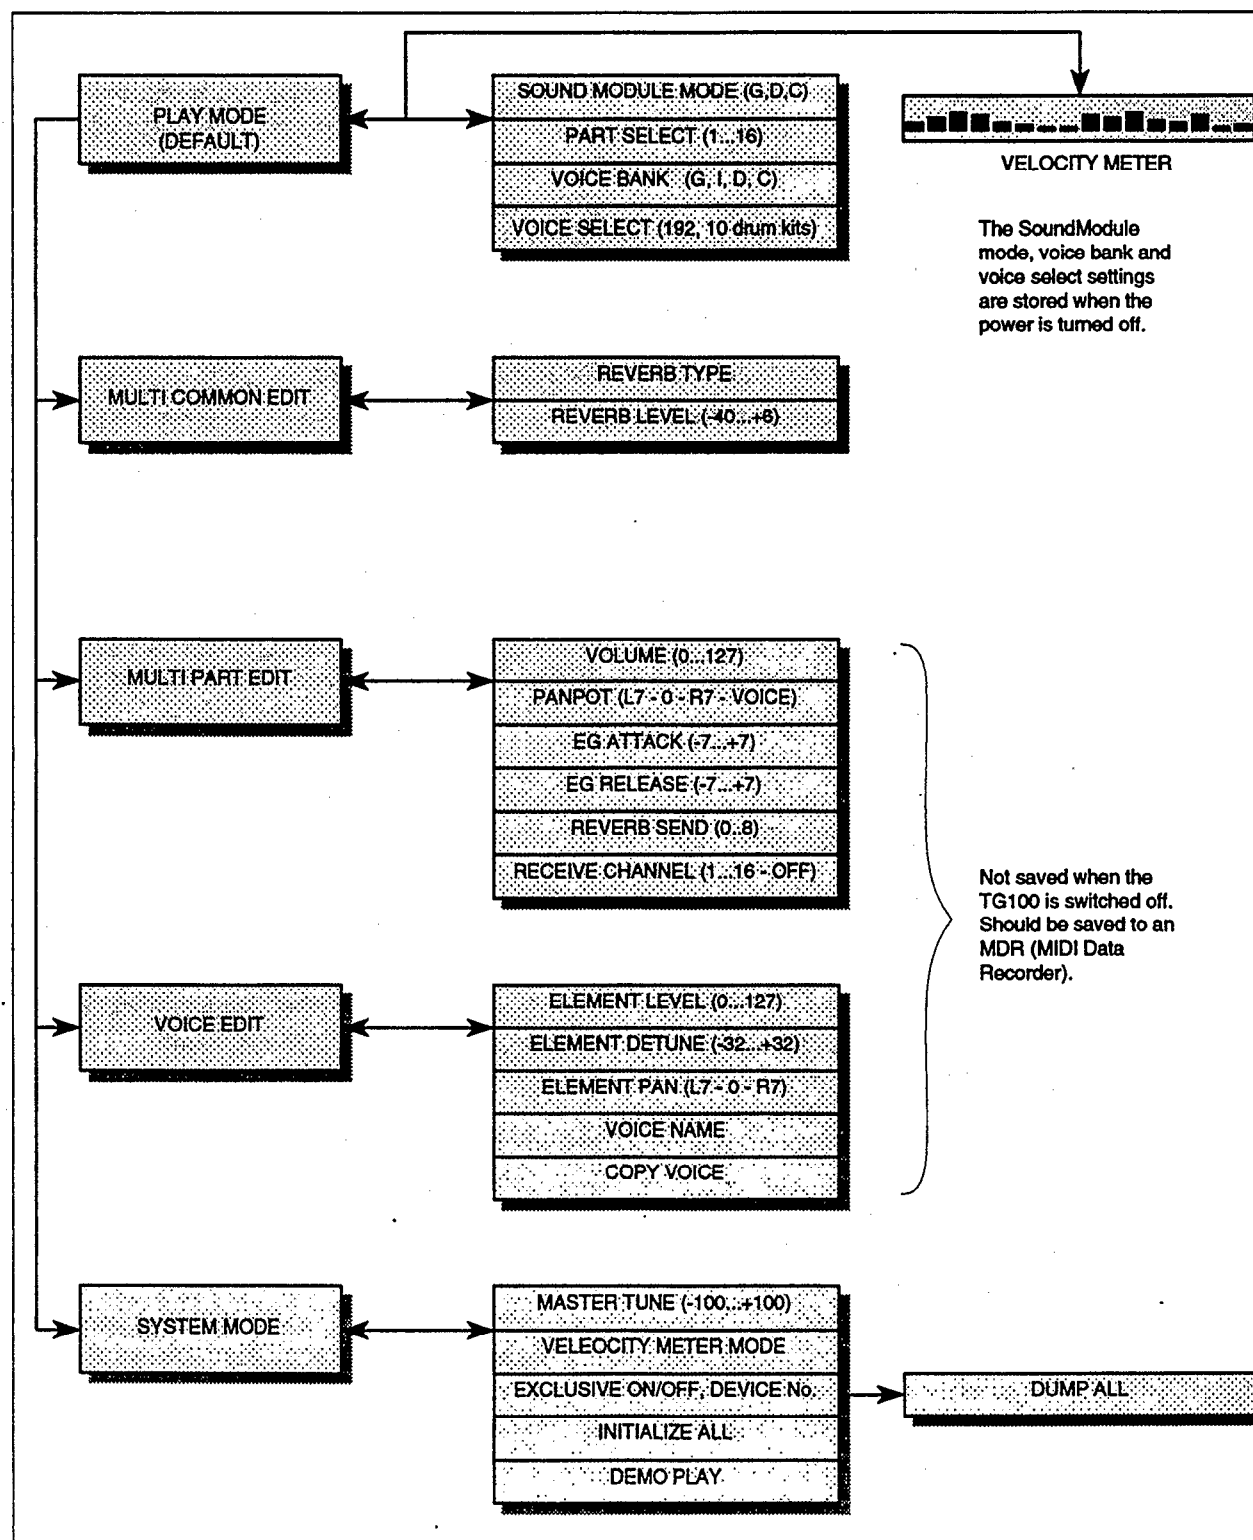 PLAY MODE
(DEFAULT)
SOUND MODULE MODE (G,D,C)
PART SELECT (1...16)
VOICE BANK (G, I, D, C)
VOICE SELECT (192, 10 drum kits)
VELOCITY METER
The SoundModule
mode, voice bank and
voice select settings
are stored when the
power is turned off.
MULTI COMMON EDIT
REVERB TYPE
REVERB LEVEL (-40...+6)
MULTI PART EDIT
VOLUME (0...127)
PANPOT (L7 - 0 - R7 - VOICE)
EG ATTACK (-7...+7)
EG RELEASE (-7...+7)
REVERB SEND (0..8)
RECEIVE CHANNEL (1...16 - OFF)
Not saved when the
TG100 is switched off.
Should be saved to an
MDR (MIDI Data
Recorder).
VOICE EDIT
ELEMENT LEVEL (0...127)
ELEMENT DETUNE (-32...+32)
ELEMENT PAN (L7 - 0 - R7)
VOICE NAME
COPY VOICE
SYSTEM MODE
MASTER TUNE (-100...+100)
VELEOCITY METER MODE
EXCLUSIVE ON/OFF, DEVICE No.
INITIALIZE ALL
DEMO PLAY
DUMP ALL